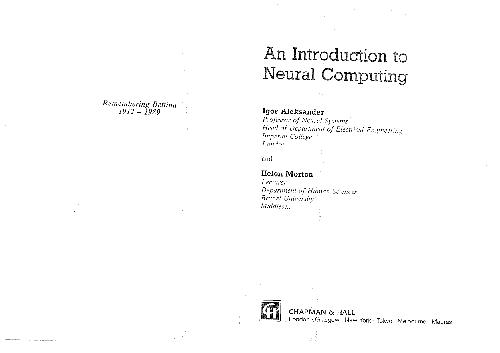 Remembering Bettina
1912 – 1989
An Introduction to
Neural Computing
Igor Aleksander
Professor of Neural Systems
Head of Department of Electrical Engineering
Imperial College
London
and
Helen Morton
Lecturer
Department of Human Sciences
Brunel University
CHAPMAN & HALL
London · Glasgow · New York · Tokyo · Melbourne · Madras